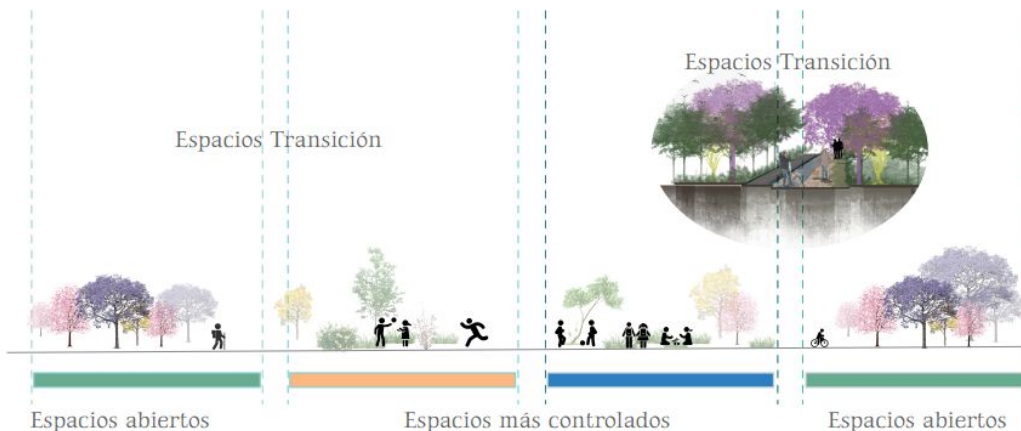 Espacios Transición
Espacios Transición
Espacios abiertos
Espacios más controlados
Espacios abiertos